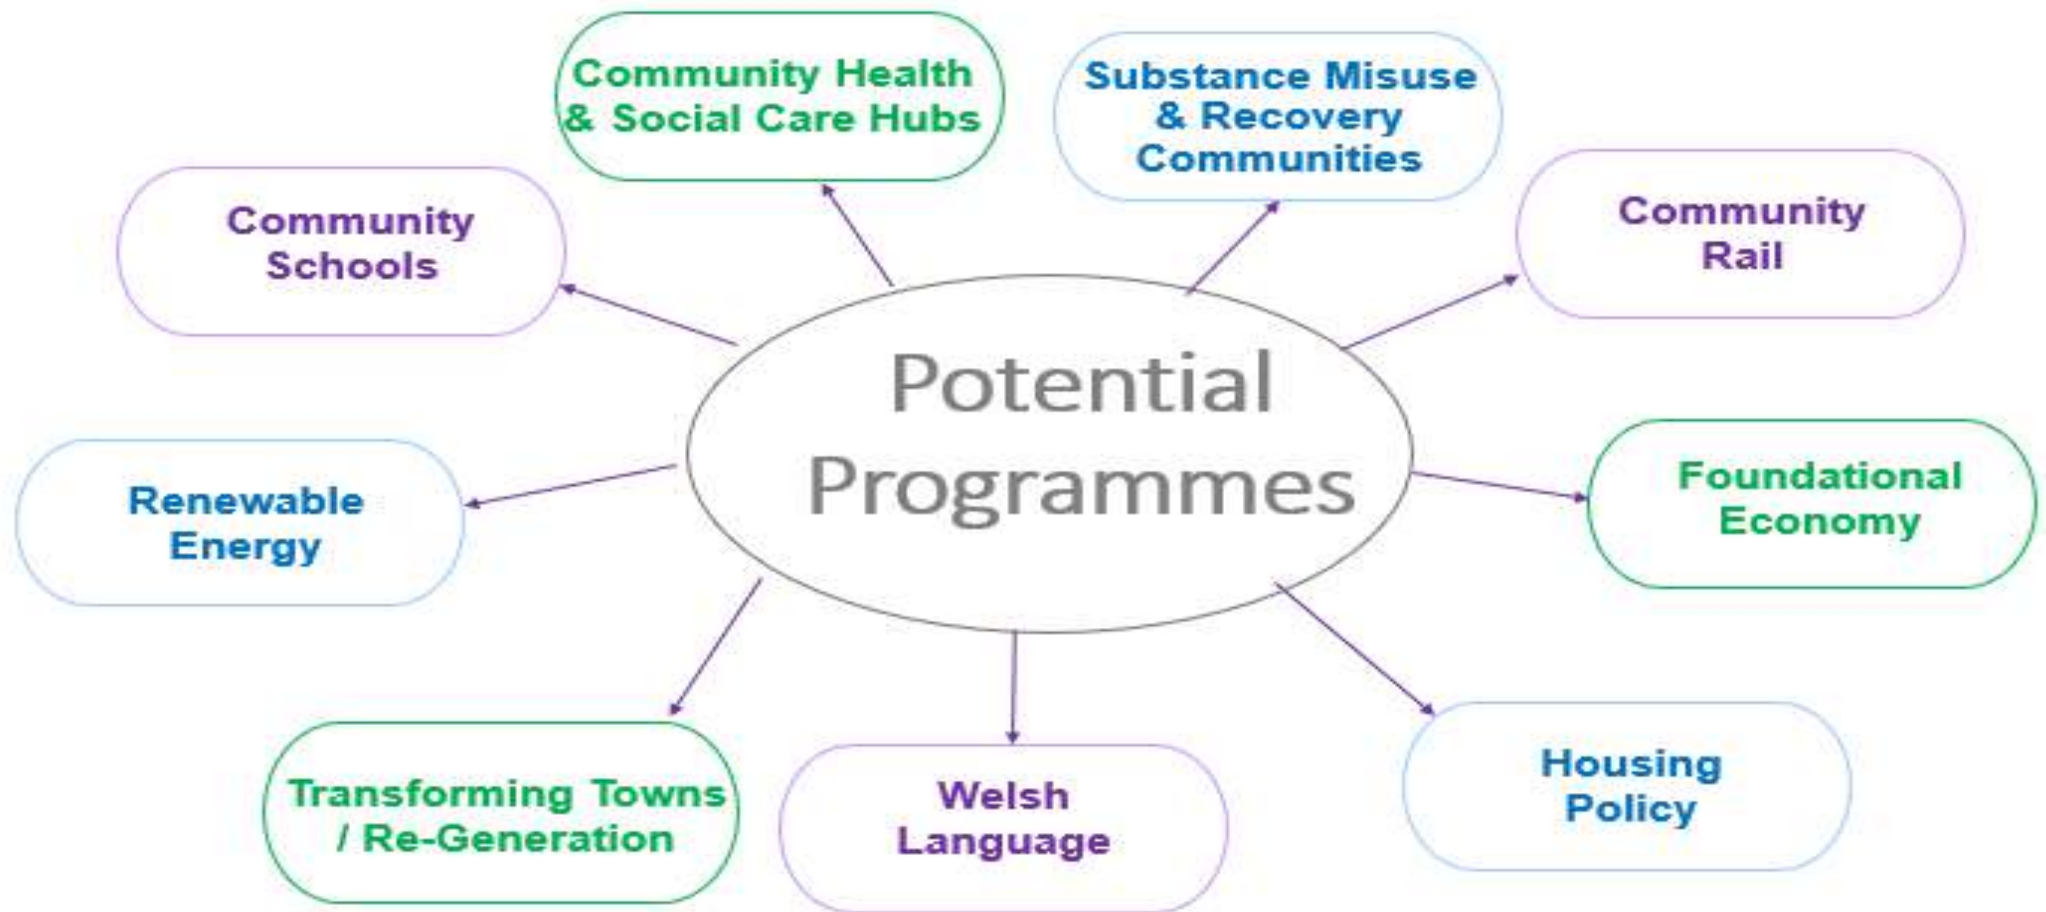 Community Health
& Social Care Hubs
Substance Misuse
& Recovery
Communities
Community
Schools
Community
Rail
Potential
Programmes
Renewable
Energy
Foundational
Economy
Transforming Towns
/ Re-Generation
Welsh
Language
Housing
Policy